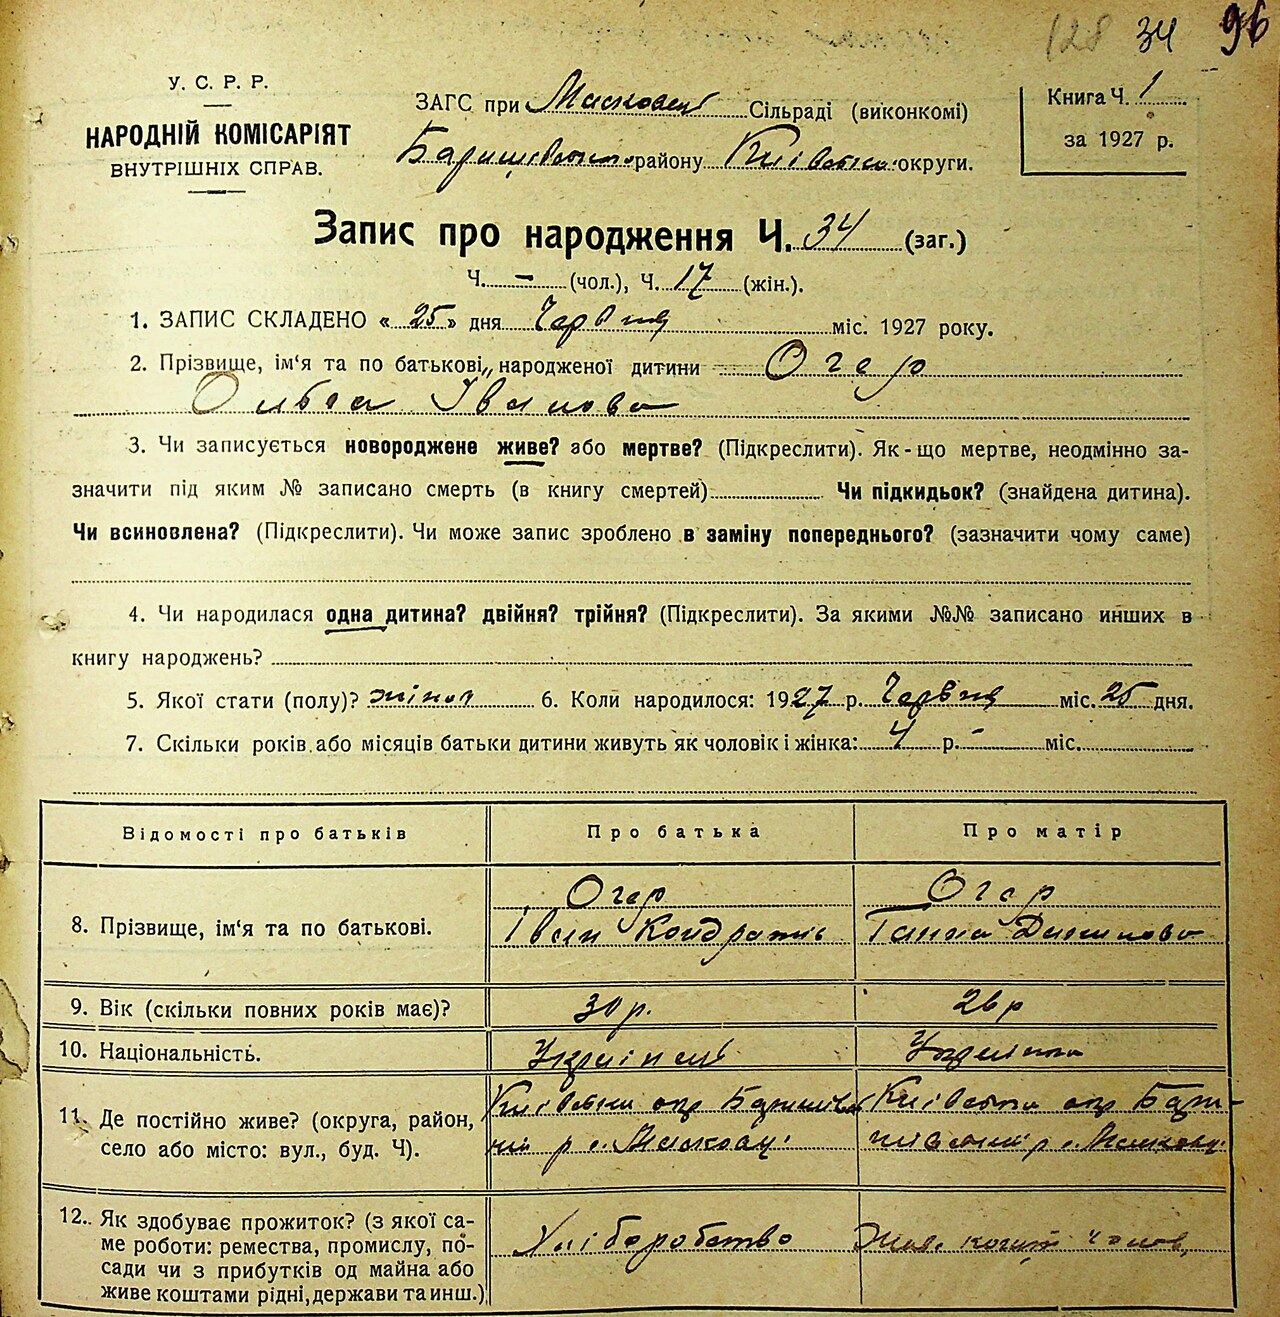 128 34 96
У. С. Р. Р.
НАРОДНІЙ КОМІСАРІЯТ
ВНУТРІШНІХ СПРАВ.
ЗАГС при Сільраді (виконкомі)
району округи.
Книга Ч. 1
за 1927 р.
Запис про народження Ч. 34 (заг.)
Ч. – (чол.), Ч. 17 (жін.).
1. ЗАПИС СКЛАДЕНО « 25 » дня Червня міс. 1927 року.
2. Прізвище, ім'я та по батькові, народженої дитини Огер
Ольга Іванова
3. Чи записується новороджене живе? або мертве? (Підкреслити). Як-що мертве, неодмінно за-
значити під яким № записано смерть (в книгу смертей) Чи підкидьок? (знайдена дитина).
Чи всиновлена? (Підкреслити). Чи може запис зроблено в заміну попереднього? (зазначити чому саме)
4. Чи народилася одна дитина? двійня? трійня? (Підкреслити). За якими №№ записано инших в
книгу народжень?
5. Якої стати (полу)? жіноч 6. Коли народилося: 1927 р. Червня міс. 25 дня.
7. Скільки років або місяців батьки дитини живуть як чоловік і жінка: 4 р. – міс.
Відомості про батьків Про батька Про матір
8. Прізвище, ім'я та по батькові. Огер Іван Кондратів Огер Ганна
9. Вік (скільки повних років має)? 30 р. 26 р
10. Національність. Українець Українка
11. Де постійно живе? (округа, район,
село або місто: вул., буд. Ч).
12. Як здобуває прожиток? (з якої са-
ме роботи: ремества, промислу, по-
сади чи з прибутків од майна або
живе коштами рідні, держави та инш.)
Хліборобство